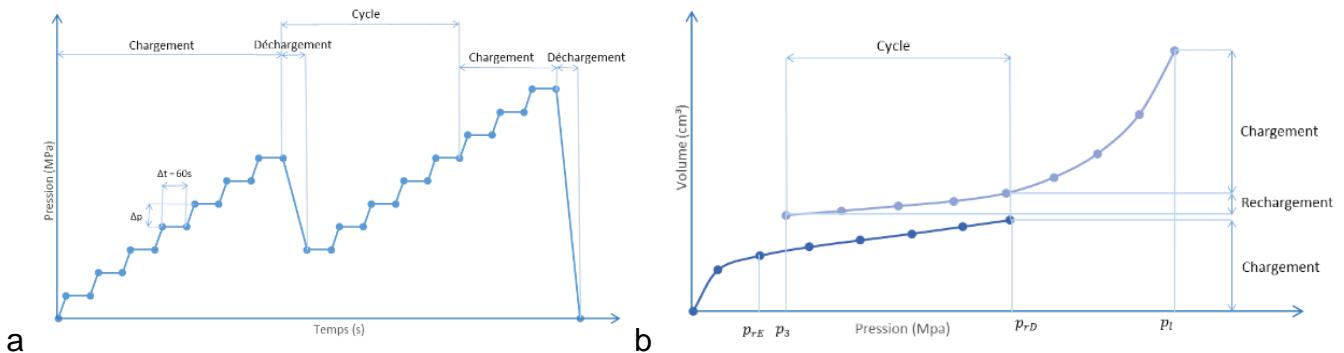 Cycle
Chargement
Déchargement
Chargement
Déchargement
Δt = 60s
Δp
Pression (MPa)
Temps (s)
a
Cycle
Volume (cm³)
Chargement
Rechargement
Chargement
p_rE
p_3
Pression (Mpa)
p_rD
p_l
b